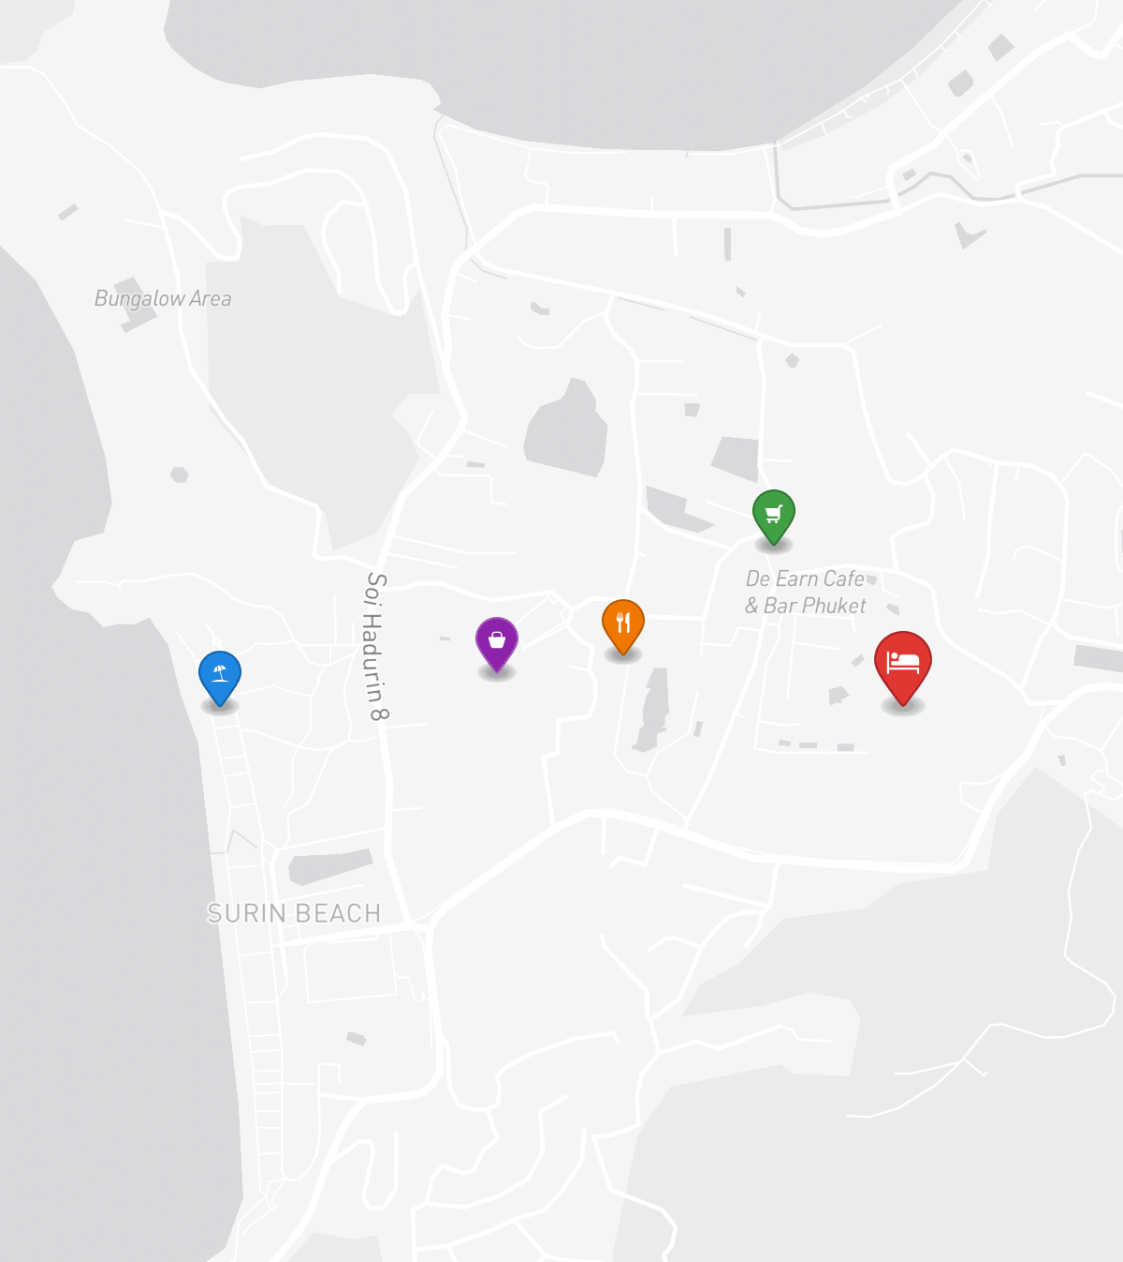 Bungalow Area
De Earn Cafe
& Bar Phuket
Soi Hadurin 8
SURIN BEACH